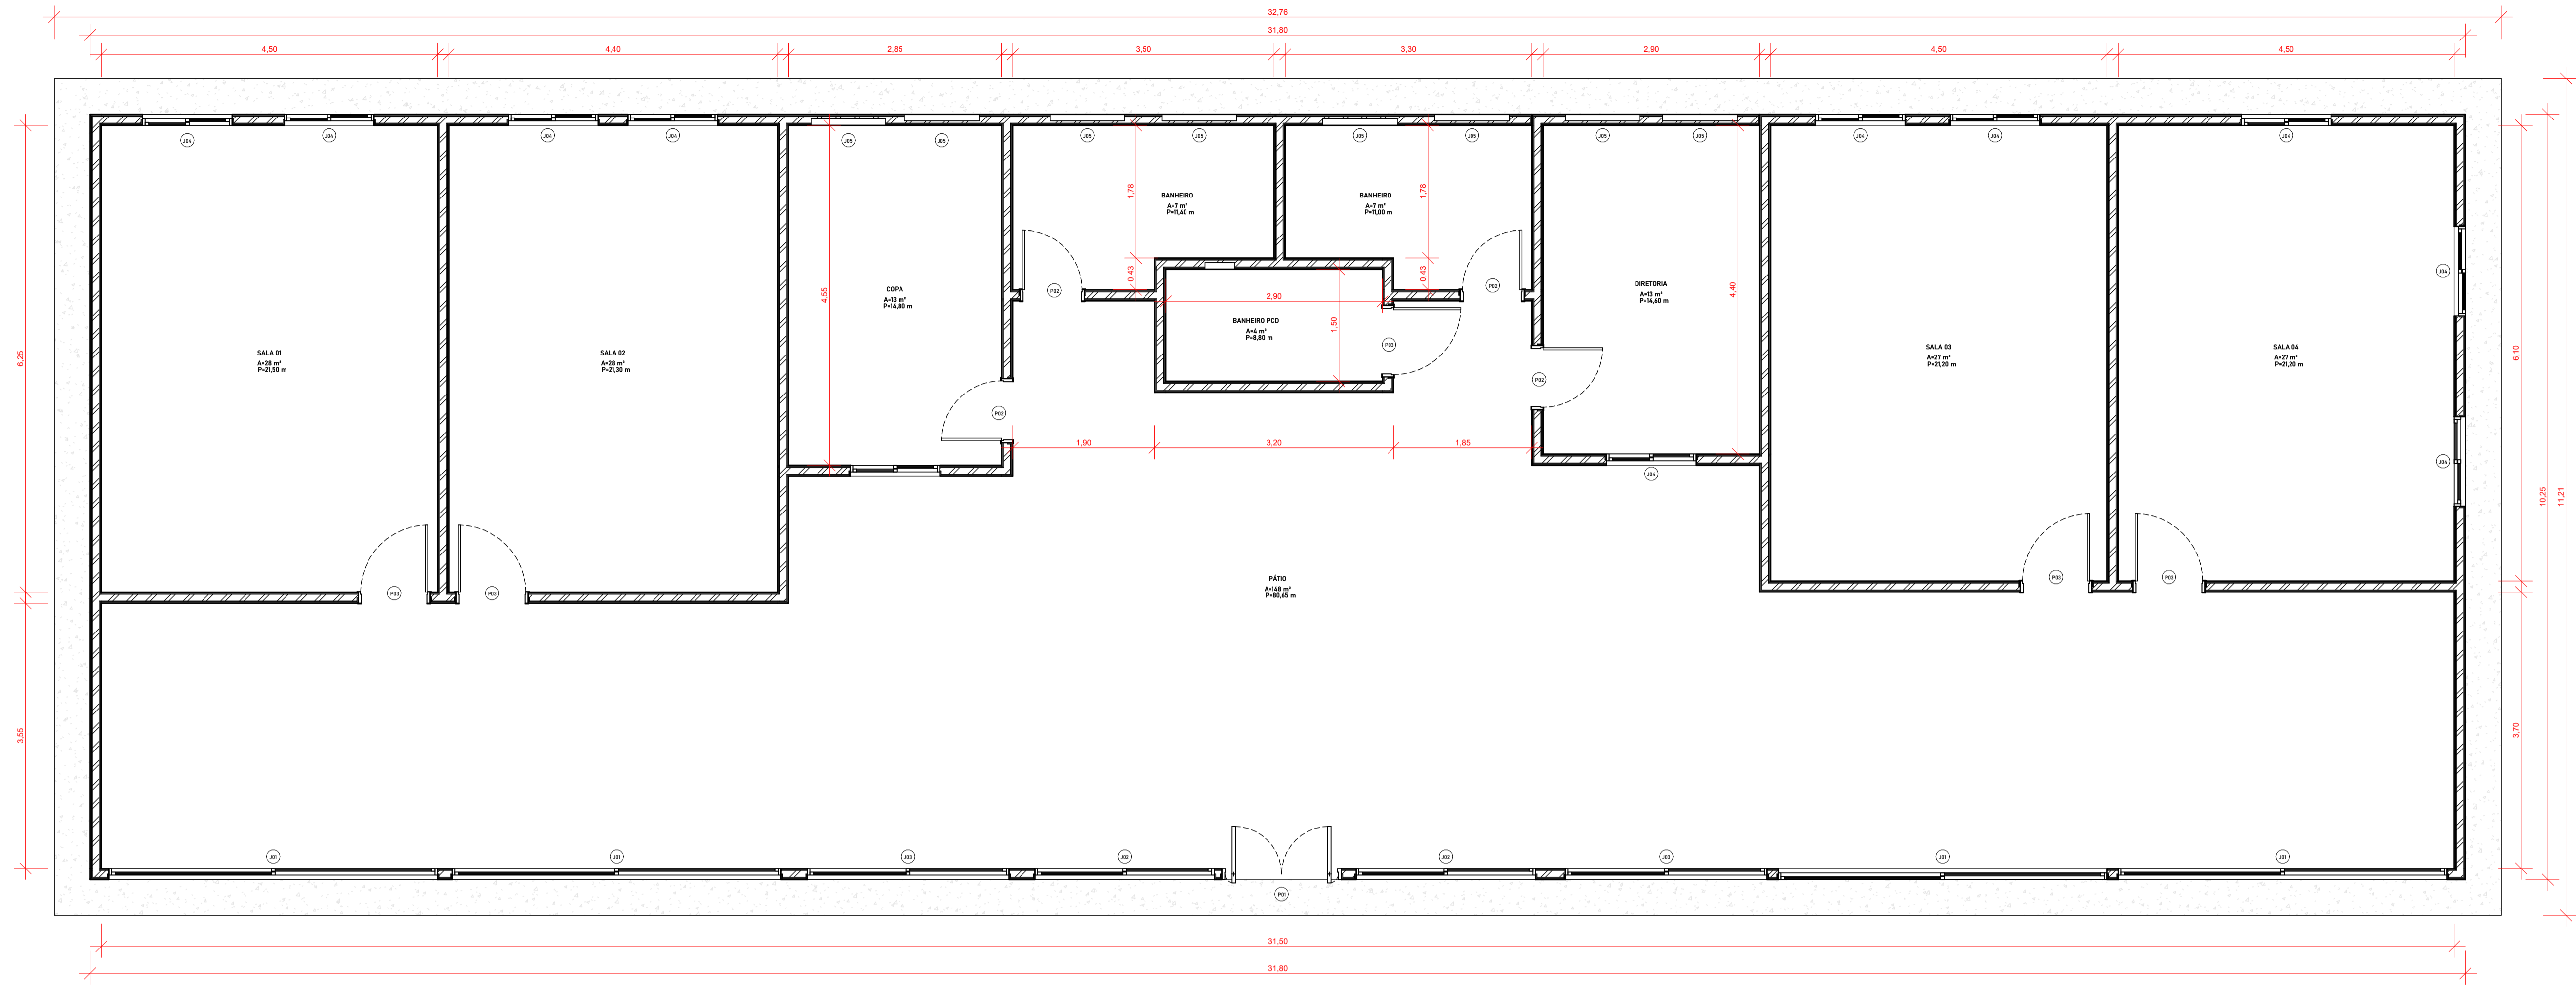 32,76
31,80
4,50
4,40
2,85
3,50
3,30
2,90
4,50
4,50
J04
J04
J04
J04
J05
J05
J05
J05
J05
J05
J05
J05
J04
J04
J04
1,78
1,78
BANHEIRO
A=7 m²
P=11,40 m
BANHEIRO
A=7 m²
P=11,00 m
0,43
0,43
P02
P02
J04
COPA
A=13 m²
P=14,80 m
4,55
2,90
DIRETORIA
A=13 m²
P=14,60 m
4,40
BANHEIRO PCD
A=4 m²
P=8,80 m
1,50
P03
SALA 01
A=28 m²
P=21,50 m
SALA 02
A=28 m²
P=21,30 m
SALA 03
A=27 m²
P=21,20 m
SALA 04
A=27 m²
P=21,20 m
6,25
6,10
P02
P02
1,90
3,20
1,85
J04
J04
10,25
11,21
P03
P03
P03
P03
PÁTIO
A=148 m²
P=80,65 m
3,55
3,70
J01
J01
J03
J02
J02
J03
J01
J01
P01
31,50
31,80